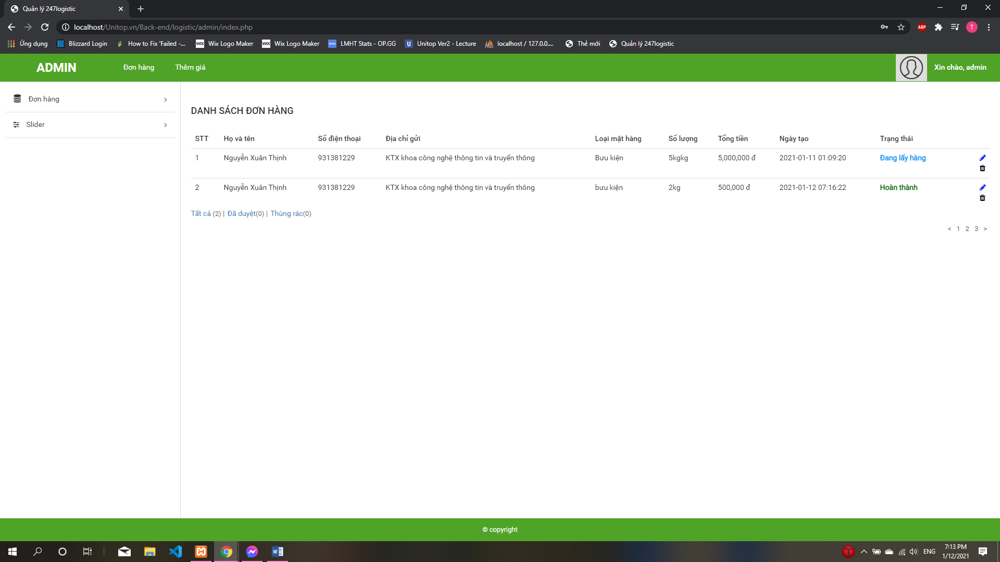 Quản lý 247logistic
localhost/Unitop.vn/Back-end/logistic/admin/index.php
ABP
T
Ứng dụng
Blizzard Login
How to Fix 'Failed -...
WIX Wix Logo Maker
WIX Wix Logo Maker
LMHT Stats - OP.GG
U Unitop Ver2 - Lecture
localhost / 127.0.0....
Thẻ mới
Quản lý 247logistic
ADMIN Đơn hàng Thêm giá Xin chào, admin
Đơn hàng
Slider
DANH SÁCH ĐƠN HÀNG
STT Họ và tên Số điện thoại Địa chỉ gửi Loại mặt hàng Số lượng Tổng tiền Ngày tạo Trạng thái
1 Nguyễn Xuân Thịnh 931381229 KTX khoa công nghệ thông tin và truyển thông Bưu kiện 5kgkg 5,000,000 đ 2021-01-11 01:09:20 Đang lấy hàng
2 Nguyễn Xuân Thịnh 931381229 KTX khoa công nghệ thông tin và truyển thông bưu kiện 2kg 500,000 đ 2021-01-12 07:16:22 Hoàn thành
Tất cả (2) | Đã duyệt(0) | Thùng rác(0)
< 1 2 3 >
© copyright
ENG
7:13 PM
1/12/2021